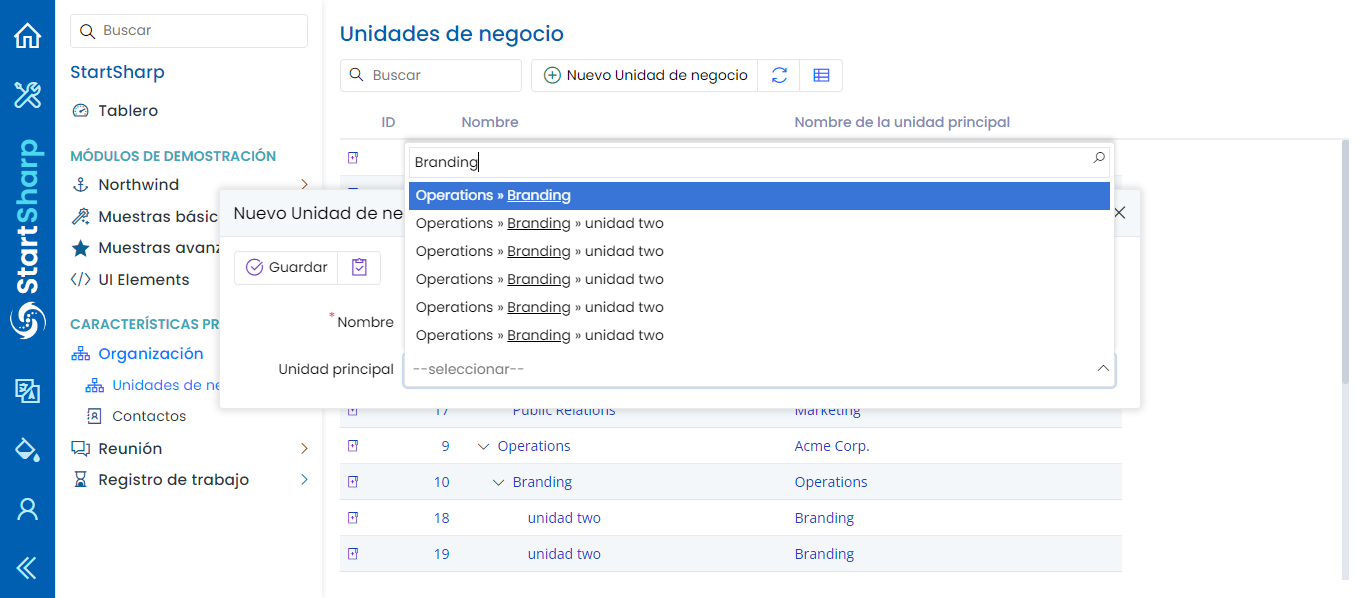 StartSharp
Buscar
StartSharp
Tablero
MÓDULOS DE DEMOSTRACIÓN
Northwind
Muestras básic
Muestras avanz
UI Elements
CARACTERÍSTICAS PR
Organización
Unidades de ne
Contactos
Reunión
Registro de trabajo
Unidades de negocio
Buscar
Nuevo Unidad de negocio
ID Nombre Nombre de la unidad principal
Nuevo Unidad de ne
Guardar
* Nombre
Branding
Operations » Branding
Operations » Branding » unidad two
Operations » Branding » unidad two
Operations » Branding » unidad two
Operations » Branding » unidad two
Operations » Branding » unidad two
Unidad principal --seleccionar--
17 Public Relations Marketing
9 Operations Acme Corp.
10 Branding Operations
18 unidad two Branding
19 unidad two Branding